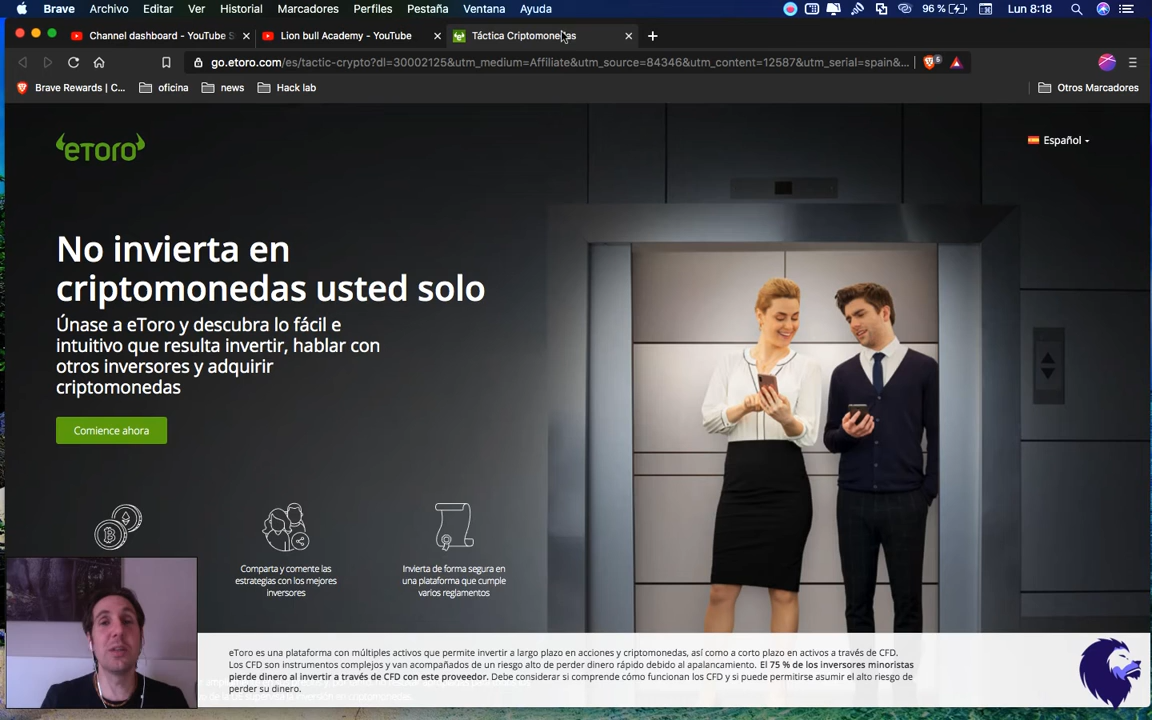 Brave Archivo Editar Ver Historial Marcadores Perfiles Pestaña Ventana Ayuda 96 % Lun 8:18
Channel dashboard - YouTube S Lion bull Academy - YouTube Táctica Criptomonedas
go.etoro.com/es/tactic-crypto?dl=30002125&utm_medium=Affiliate&utm_source=84346&utm_content=12587&utm_serial=spain&... 6
Brave Rewards | C... oficina news Hack lab Otros Marcadores
eToro
Español
No invierta en
criptomonedas usted solo
Únase a eToro y descubra lo fácil e
intuitivo que resulta invertir, hablar con
otros inversores y adquirir
criptomonedas
Comience ahora
Comparta y comente las
estrategias con los mejores
inversores
Invierta de forma segura en
una plataforma que cumple
varios reglamentos
eToro es una plataforma con múltiples activos que permite invertir a largo plazo en acciones y criptomonedas, así como a corto plazo en activos a través de CFD.
Los CFD son instrumentos complejos y van acompañados de un riesgo alto de perder dinero rápido debido al apalancamiento. El 75 % de los inversores minoristas
pierde dinero al invertir a través de CFD con este proveedor. Debe considerar si comprende cómo funcionan los CFD y si puede permitirse asumir el alto riesgo de
perder su dinero.